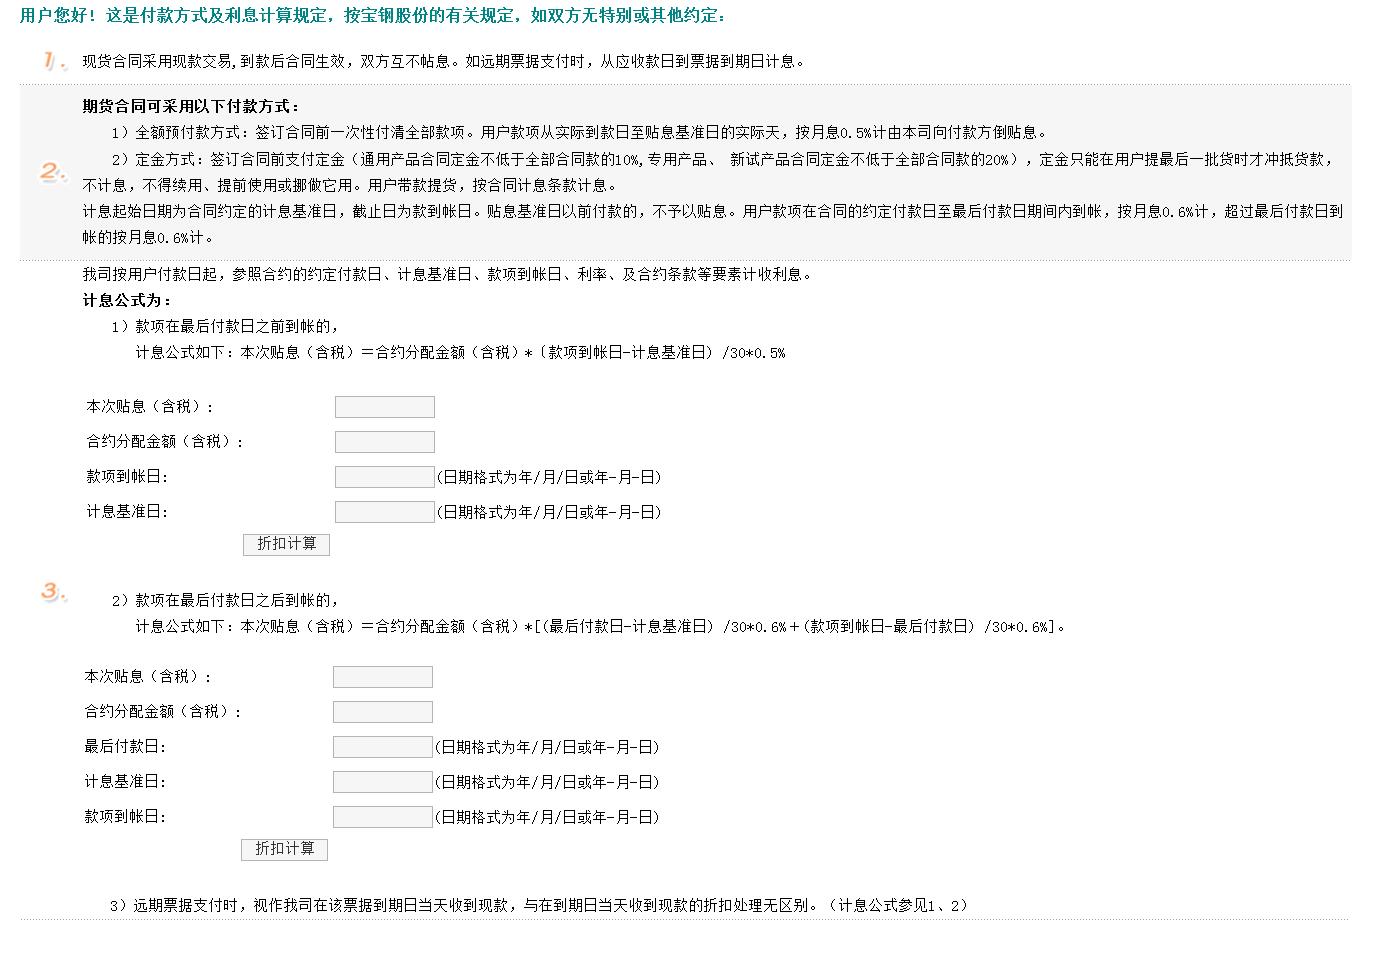 用户您好！这是付款方式及利息计算规定，按宝钢股份的有关规定，如双方无特别或其他约定：
1. 现货合同采用现款交易,到款后合同生效，双方互不帖息。如远期票据支付时，从应收款日到票据到期日计息。
期货合同可采用以下付款方式：
1）全额预付款方式：签订合同前一次性付清全部款项。用户款项从实际到款日至贴息基准日的实际天，按月息0.5%计由本司向付款方倒贴息。
2）定金方式：签订合同前支付定金（通用产品合同定金不低于全部合同款的10%,专用产品、 新试产品合同定金不低于全部合同款的20%），定金只能在用户提最后一批货时才冲抵货款，
2. 不计息，不得续用、提前使用或挪做它用。用户带款提货，按合同计息条款计息。
计息起始日期为合同约定的计息基准日，截止日为款到帐日。贴息基准日以前付款的，不予以贴息。用户款项在合同的约定付款日至最后付款日期间内到帐，按月息0.6%计，超过最后付款日到
帐的按月息0.6%计。
我司按用户付款日起，参照合约的约定付款日、计息基准日、款项到帐日、利率、及合约条款等要素计收利息。
计息公式为：
1）款项在最后付款日之前到帐的，
计息公式如下：本次贴息（含税）＝合约分配金额（含税）*〔款项到帐日-计息基准日）/30*0.5%
本次贴息（含税）:
合约分配金额（含税）:
款项到帐日: (日期格式为年/月/日或年-月-日)
计息基准日: (日期格式为年/月/日或年-月-日)
折扣计算
3. 2）款项在最后付款日之后到帐的，
计息公式如下：本次贴息（含税）＝合约分配金额（含税）*[(最后付款日-计息基准日）/30*0.6%＋(款项到帐日-最后付款日）/30*0.6%]。
本次贴息（含税）:
合约分配金额（含税）:
最后付款日: (日期格式为年/月/日或年-月-日)
计息基准日: (日期格式为年/月/日或年-月-日)
款项到帐日: (日期格式为年/月/日或年-月-日)
折扣计算
3）远期票据支付时，视作我司在该票据到期日当天收到现款，与在到期日当天收到现款的折扣处理无区别。（计息公式参见1、2）